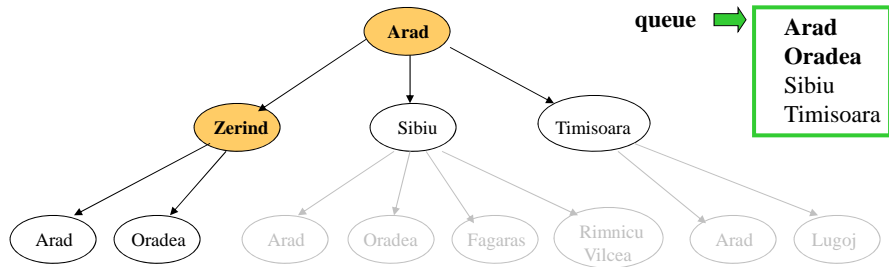 Arad
queue
Arad
Oradea
Sibiu
Timisoara
Zerind
Sibiu
Timisoara
Arad
Oradea
Arad
Oradea
Fagaras
Rimnicu
Vilcea
Arad
Lugoj